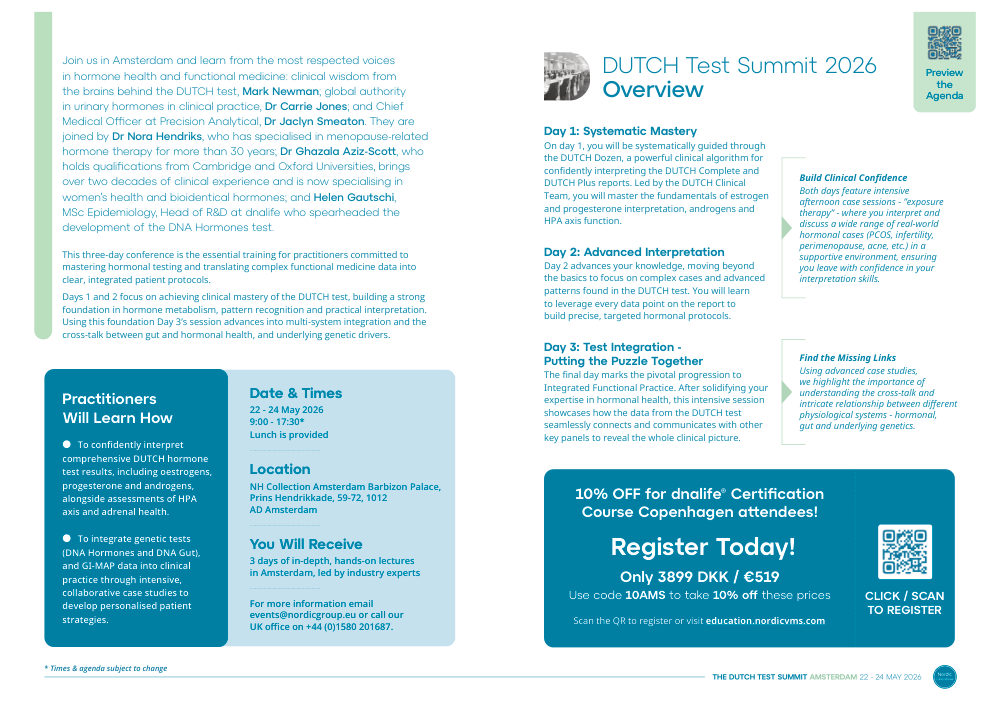 Join us in Amsterdam and learn from the most respected voices
in hormone health and functional medicine: clinical wisdom from
the brains behind the DUTCH test, Mark Newman; global authority
in urinary hormones in clinical practice, Dr Carrie Jones; and Chief
Medical Officer at Precision Analytical, Dr Jaclyn Smeaton. They are
joined by Dr Nora Hendriks, who has specialised in menopause-related
hormone therapy for more than 30 years; Dr Ghazala Aziz-Scott, who
holds qualifications from Cambridge and Oxford Universities, brings
over two decades of clinical experience and is now specialising in
women's health and bioidentical hormones; and Helen Gautschi,
MSc Epidemiology, Head of R&D at dnalife who spearheaded the
development of the DNA Hormones test.
This three-day conference is the essential training for practitioners committed to
mastering hormonal testing and translating complex functional medicine data into
clear, integrated patient protocols.
Days 1 and 2 focus on achieving clinical mastery of the DUTCH test, building a strong
foundation in hormone metabolism, pattern recognition and practical interpretation.
Using this foundation Day 3's session advances into multi-system integration and the
cross-talk between gut and hormonal health, and underlying genetic drivers.
Practitioners
Will Learn How
● To confidently interpret
comprehensive DUTCH hormone
test results, including oestrogens,
progesterone and androgens,
alongside assessments of HPA
axis and adrenal health.
● To integrate genetic tests
(DNA Hormones and DNA Gut),
and GI-MAP data into clinical
practice through intensive,
collaborative case studies to
develop personalised patient
strategies.
Date & Times
22 - 24 May 2026
9:00 - 17:30*
Lunch is provided
Location
NH Collection Amsterdam Barbizon Palace,
Prins Hendrikkade, 59-72, 1012
AD Amsterdam
You Will Receive
3 days of in-depth, hands-on lectures
in Amsterdam, led by industry experts
For more information email
events@nordicgroup.eu or call our
UK office on +44 (0)1580 201687.
* Times & agenda subject to change
DUTCH Test Summit 2026
Overview
Preview
the
Agenda
Day 1: Systematic Mastery
On day 1, you will be systematically guided through
the DUTCH Dozen, a powerful clinical algorithm for
confidently interpreting the DUTCH Complete and
DUTCH Plus reports. Led by the DUTCH Clinical
Team, you will master the fundamentals of estrogen
and progesterone interpretation, androgens and
HPA axis function.
Day 2: Advanced Interpretation
Day 2 advances your knowledge, moving beyond
the basics to focus on complex cases and advanced
patterns found in the DUTCH test. You will learn
to leverage every data point on the report to
build precise, targeted hormonal protocols.
Build Clinical Confidence
Both days feature intensive
afternoon case sessions - "exposure
therapy" - where you interpret and
discuss a wide range of real-world
hormonal cases (PCOS, infertility,
perimenopause, acne, etc.) in a
supportive environment, ensuring
you leave with confidence in your
interpretation skills.
Day 3: Test Integration -
Putting the Puzzle Together
The final day marks the pivotal progression to
Integrated Functional Practice. After solidifying your
expertise in hormonal health, this intensive session
showcases how the data from the DUTCH test
seamlessly connects and communicates with other
key panels to reveal the whole clinical picture.
Find the Missing Links
Using advanced case studies,
we highlight the importance of
understanding the cross-talk and
intricate relationship between different
physiological systems - hormonal,
gut and underlying genetics.
10% OFF for dnalife® Certification
Course Copenhagen attendees!
Register Today!
Only 3899 DKK / €519
Use code 10AMS to take 10% off these prices
Scan the QR to register or visit education.nordicvms.com
CLICK / SCAN
TO REGISTER
THE DUTCH TEST SUMMIT AMSTERDAM 22 - 24 MAY 2026
Nordic